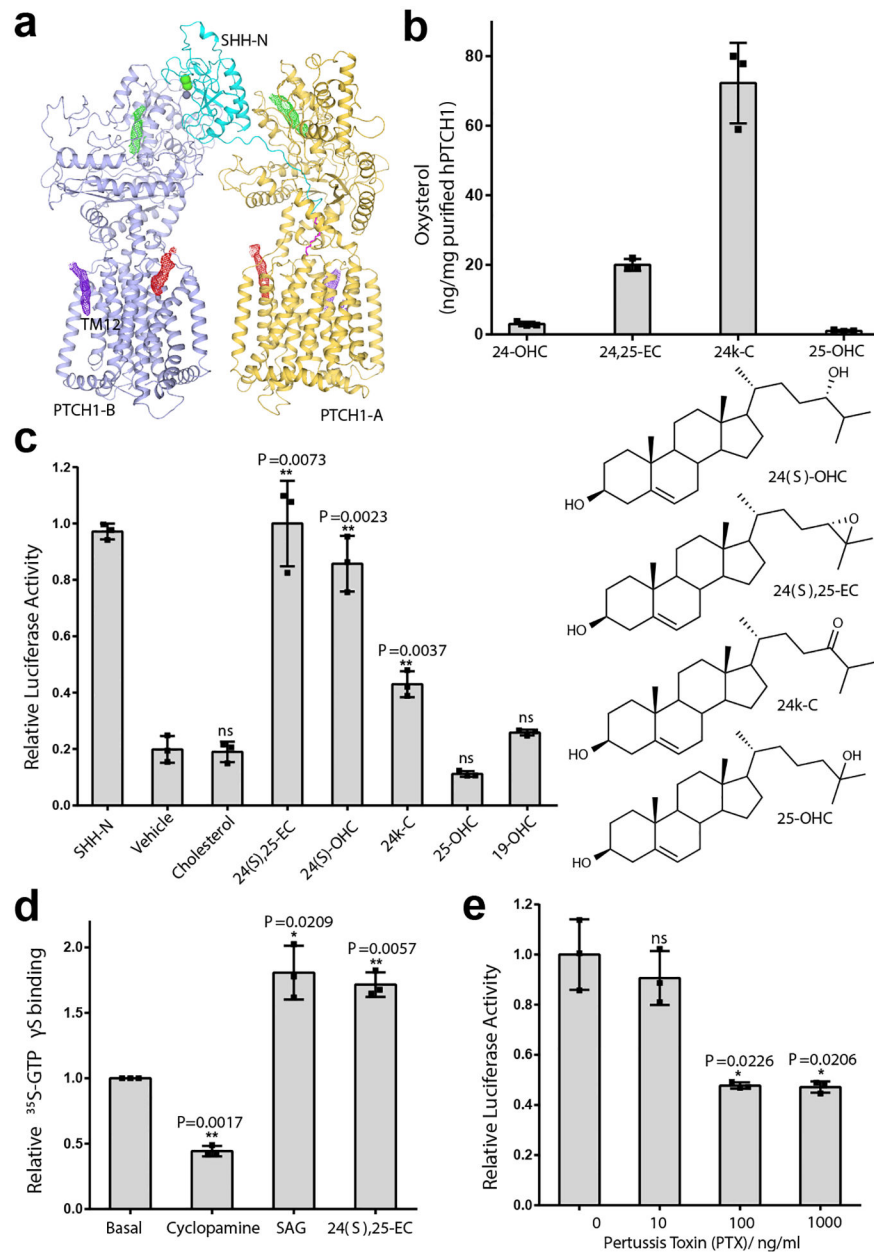 a
SHH-N
TM12
PTCH1-B
PTCH1-A
b
Oxysterol
(ng/mg purified hPTCH1)
80
60
40
20
0
24-OHC
24,25-EC
24k-C
25-OHC
OH
HO
24(S)-OHC
O
HO
24(S),25-EC
O
HO
24k-C
OH
HO
25-OHC
c
Relative Luciferase Activity
1.2
1.0
0.8
0.6
0.4
0.2
0.0
ns
P=0.0073
**
P=0.0023
**
P=0.0037
**
ns
ns
SHH-N
Vehicle
Cholesterol
24(S),25-EC
24(S)-OHC
24k-C
25-OHC
19-OHC
d
Relative ³⁵S-GTP γS binding
2.0
1.5
1.0
0.5
0.0
P=0.0017
**
P=0.0209
*
P=0.0057
**
Basal
Cyclopamine
SAG
24(S),25-EC
e
Relative Luciferase Activity
1.2
1.0
0.8
0.6
0.4
0.2
0.0
ns
P=0.0226
*
P=0.0206
*
0
10
100
1000
Pertussis Toxin (PTX)/ ng/ml